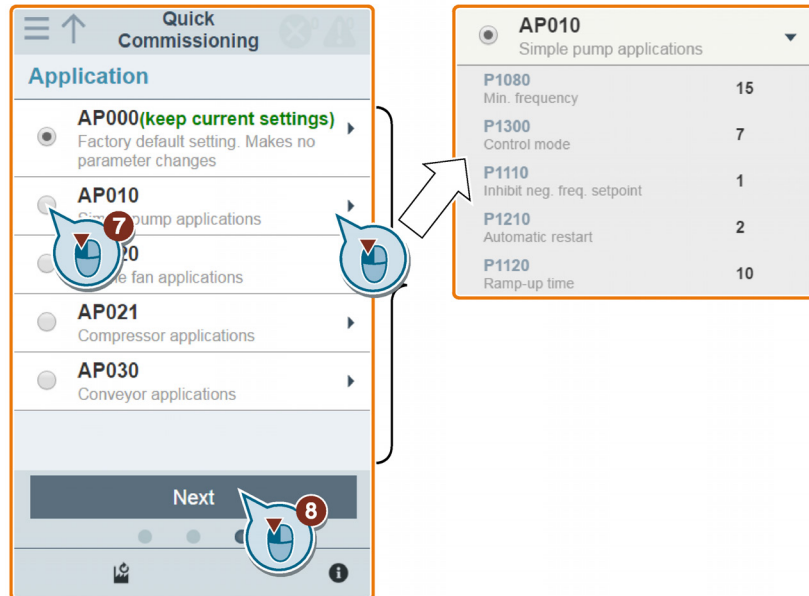 Quick
Commissioning
Application
AP000(keep current settings)
Factory default setting. Makes no
parameter changes
AP010
pump applications
7
20
fan applications
AP021
Compressor applications
AP030
Conveyor applications
Next
8
AP010
Simple pump applications
P1080
15
Min. frequency
P1300
7
Control mode
P1110
1
Inhibit neg. freq. setpoint
P1210
2
Automatic restart
P1120
10
Ramp-up time